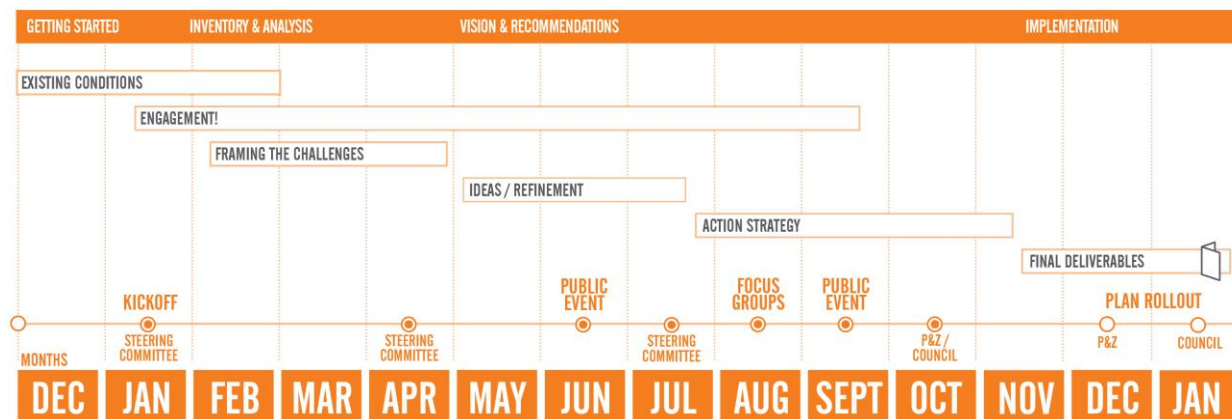 GETTING STARTED
INVENTORY & ANALYSIS
VISION & RECOMMENDATIONS
IMPLEMENTATION
EXISTING CONDITIONS
ENGAGEMENT!
FRAMING THE CHALLENGES
IDEAS / REFINEMENT
ACTION STRATEGY
FINAL DELIVERABLES
KICKOFF
PUBLIC
EVENT
FOCUS
GROUPS
PUBLIC
EVENT
PLAN ROLLOUT
STEERING
COMMITTEE
STEERING
COMMITTEE
STEERING
COMMITTEE
P&Z /
COUNCIL
P&Z
COUNCIL
MONTHS
DEC
JAN
FEB
MAR
APR
MAY
JUN
JUL
AUG
SEPT
OCT
NOV
DEC
JAN